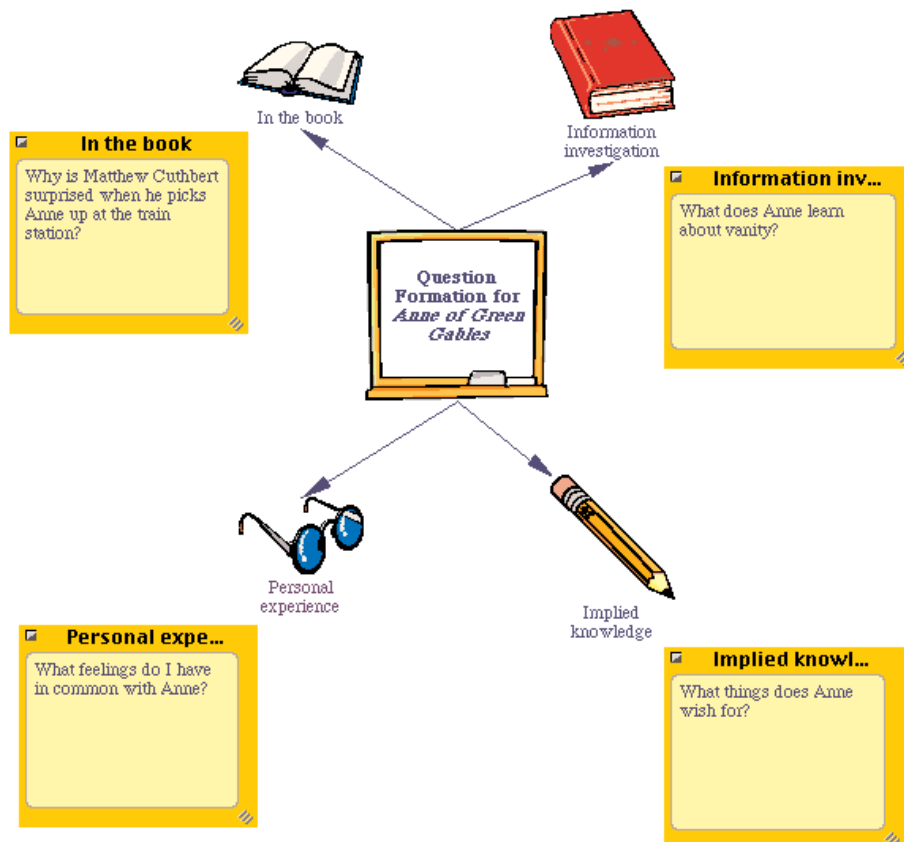 In the book
Information
investigation
In the book
Why is Matthew Cuthbert
surprised when he picks
Anne up at the train
station?
Information inv...
What does Anne learn
about vanity?
Question
Formation for
Anne of Green
Gables
Personal
experience
Implied
knowledge
Personal expe...
What feelings do I have
in common with Anne?
Implied knowl...
What things does Anne
wish for?